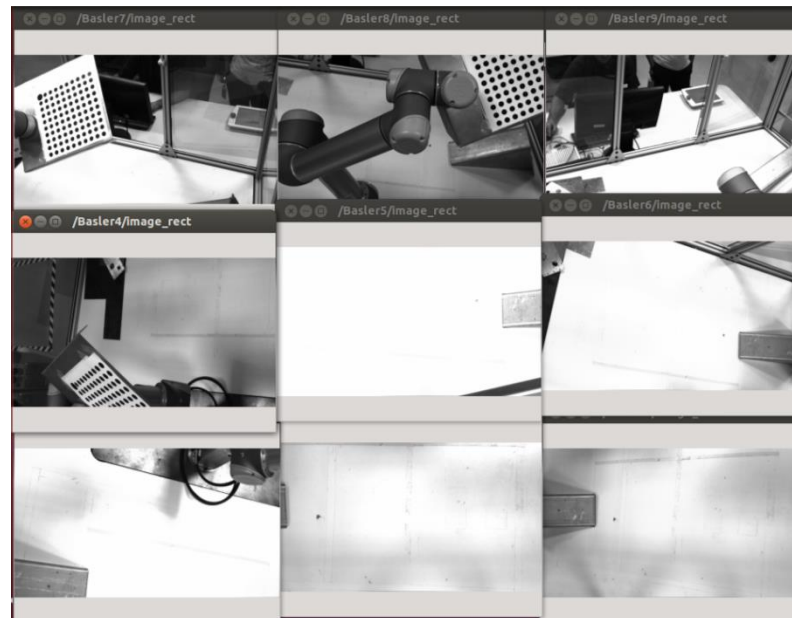 /Basler7/image_rect
/Basler8/image_rect
/Basler9/image_rect
/Basler4/image_rect
/Basler5/image_rect
/Basler6/image_rect